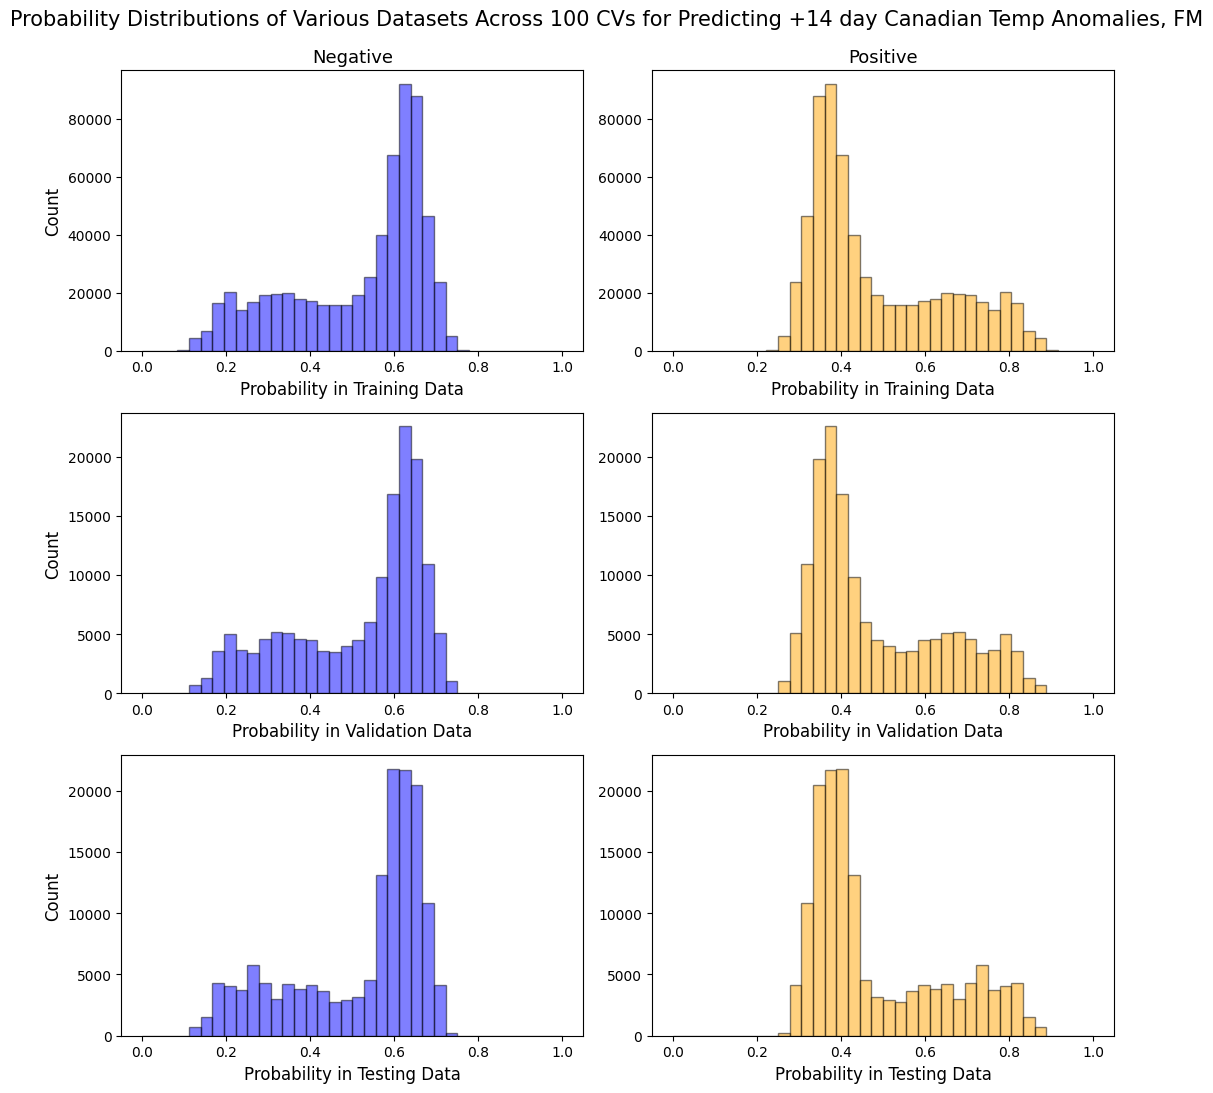 Probability Distributions of Various Datasets Across 100 CVs for Predicting +14 day Canadian Temp Anomalies, FM
Negative
Positive
80000
60000
40000
20000
0
Count
0.0 0.2 0.4 0.6 0.8 1.0
Probability in Training Data
80000
60000
40000
20000
0
0.0 0.2 0.4 0.6 0.8 1.0
Probability in Training Data
20000
15000
10000
5000
0
Count
0.0 0.2 0.4 0.6 0.8 1.0
Probability in Validation Data
20000
15000
10000
5000
0
0.0 0.2 0.4 0.6 0.8 1.0
Probability in Validation Data
20000
15000
10000
5000
0
Count
0.0 0.2 0.4 0.6 0.8 1.0
Probability in Testing Data
20000
15000
10000
5000
0
0.0 0.2 0.4 0.6 0.8 1.0
Probability in Testing Data